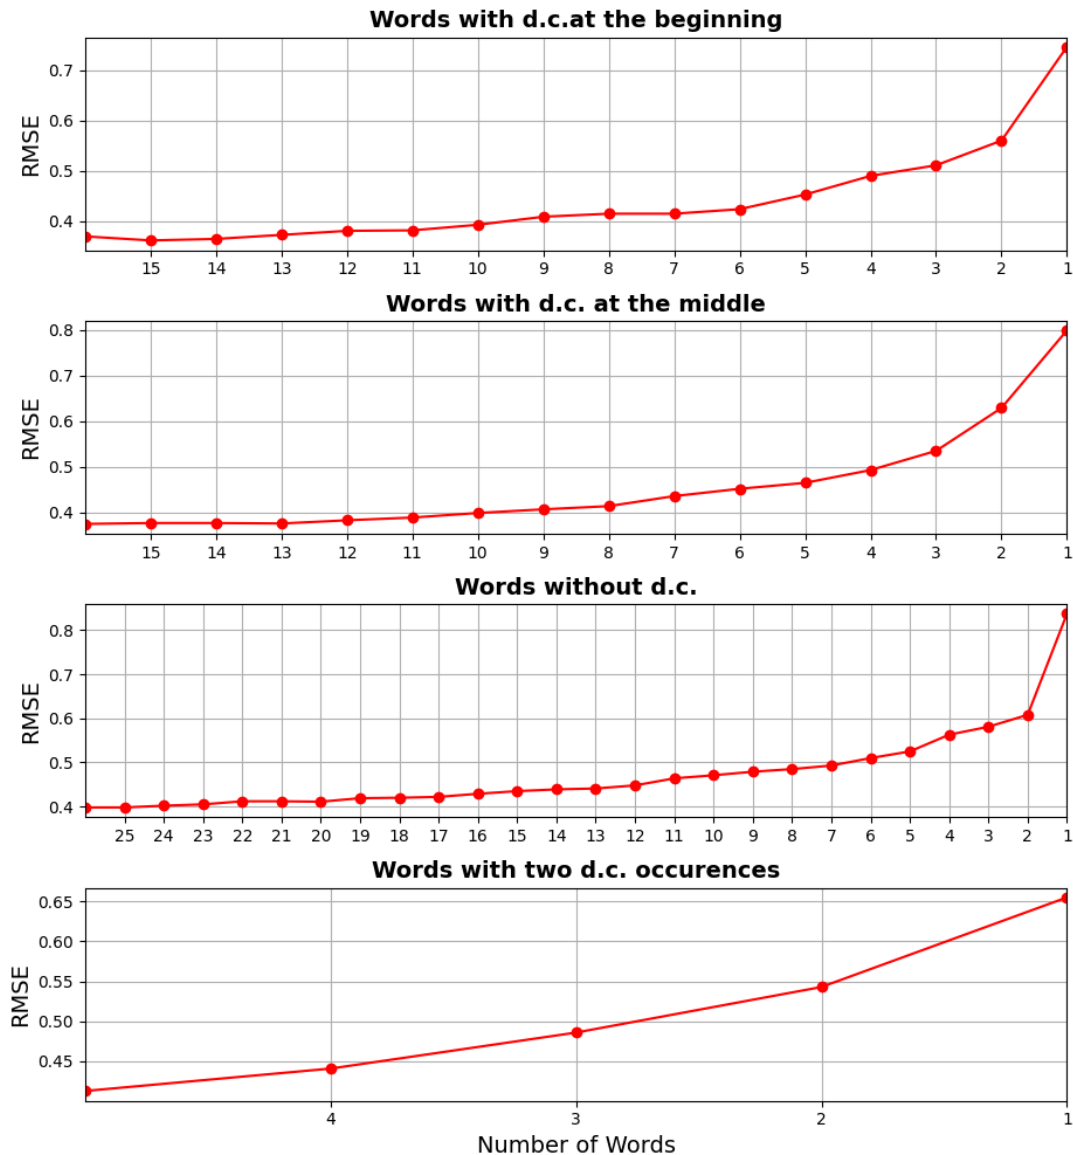 Words with d.c.at the beginning
RMSE
0.7
0.6
0.5
0.4
15 14 13 12 11 10 9 8 7 6 5 4 3 2 1
Words with d.c. at the middle
RMSE
0.8
0.7
0.6
0.5
0.4
15 14 13 12 11 10 9 8 7 6 5 4 3 2 1
Words without d.c.
RMSE
0.8
0.7
0.6
0.5
0.4
25 24 23 22 21 20 19 18 17 16 15 14 13 12 11 10 9 8 7 6 5 4 3 2 1
Words with two d.c. occurences
RMSE
0.65
0.60
0.55
0.50
0.45
4 3 2 1
Number of Words